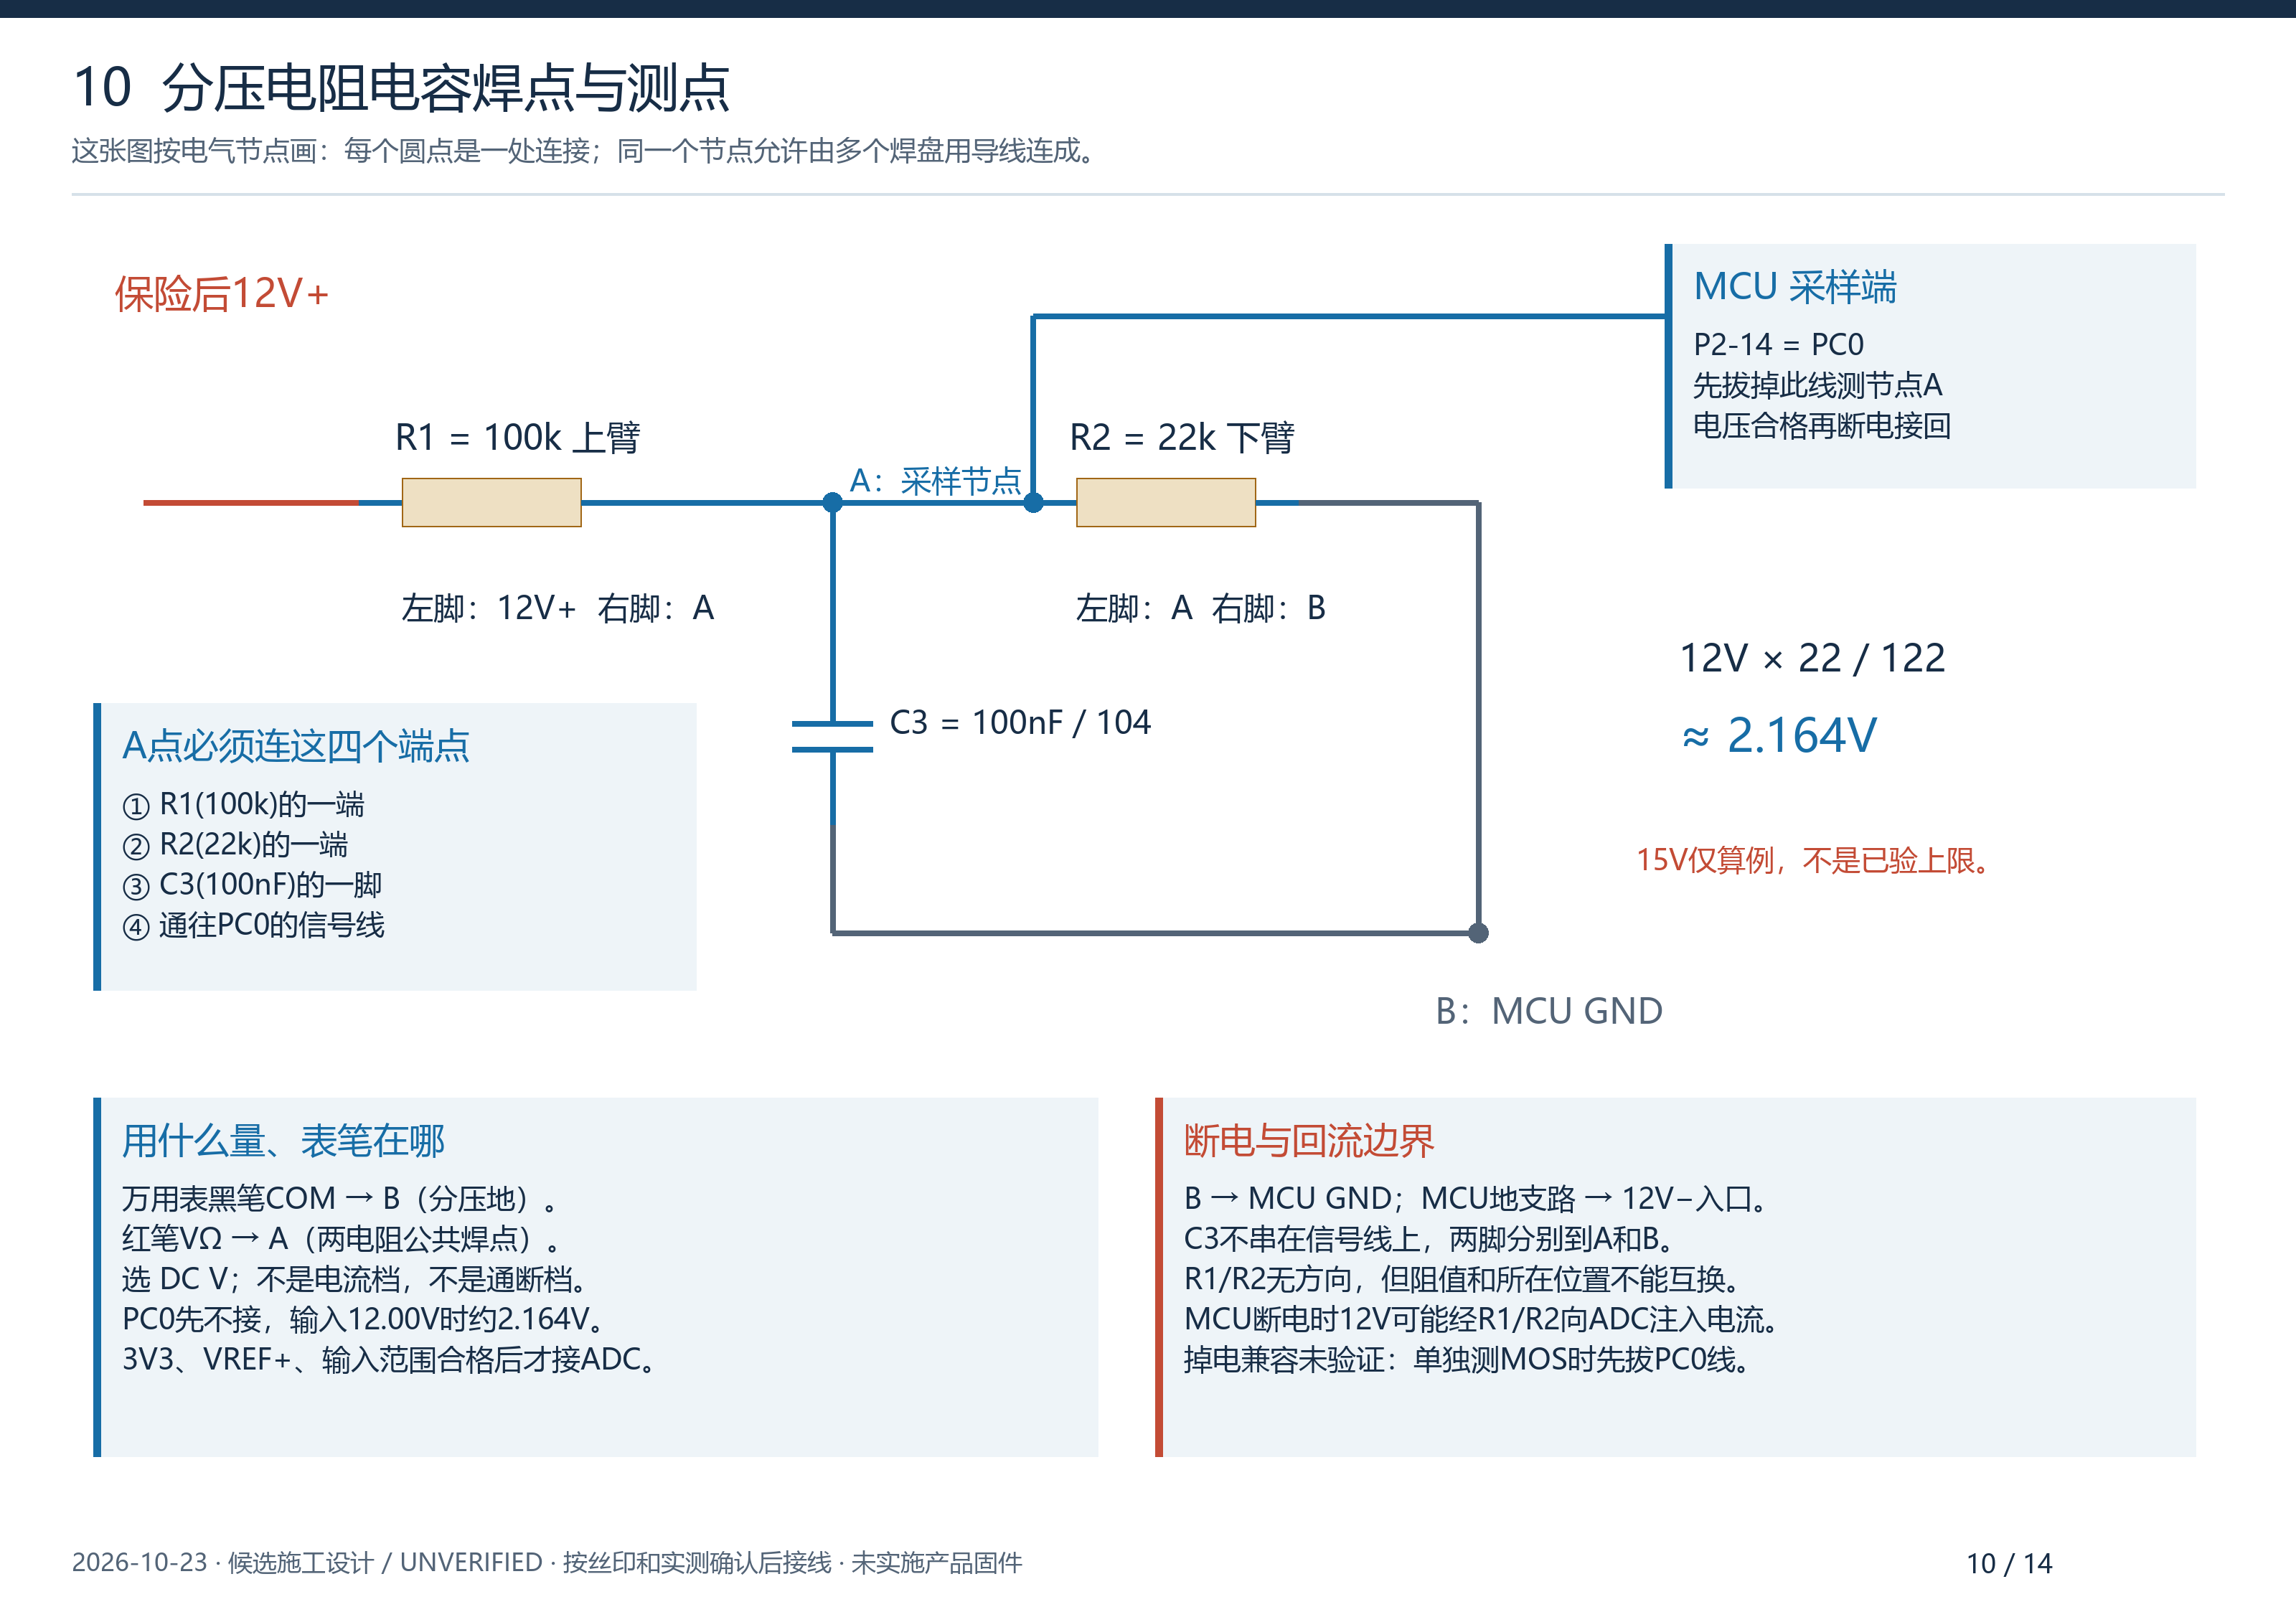 10 分压电阻电容焊点与测点
这张图按电气节点画：每个圆点是一处连接；同一个节点允许由多个焊盘用导线连成。
保险后12V+
MCU 采样端
P2-14 = PC0
先拔掉此线测节点A
电压合格再断电接回
R1 = 100k 上臂
R2 = 22k 下臂
A：采样节点
左脚：12V+ 右脚：A
左脚：A 右脚：B
12V × 22 / 122
≈ 2.164V
C3 = 100nF / 104
A点必须连这四个端点
① R1(100k)的一端
② R2(22k)的一端
③ C3(100nF)的一脚
④ 通往PC0的信号线
15V仅算例，不是已验上限。
B：MCU GND
用什么量、表笔在哪
万用表黑笔COM → B（分压地）。
红笔VΩ → A（两电阻公共焊点）。
选 DC V；不是电流档，不是通断档。
PC0先不接，输入12.00V时约2.164V。
3V3、VREF+、输入范围合格后才接ADC。
断电与回流边界
B → MCU GND；MCU地支路 → 12V−入口。
C3不串在信号线上，两脚分别到A和B。
R1/R2无方向，但阻值和所在位置不能互换。
MCU断电时12V可能经R1/R2向ADC注入电流。
掉电兼容未验证：单独测MOS时先拔PC0线。
2026-10-23 · 候选施工设计 / UNVERIFIED · 按丝印和实测确认后接线 · 未实施产品固件
10 / 14